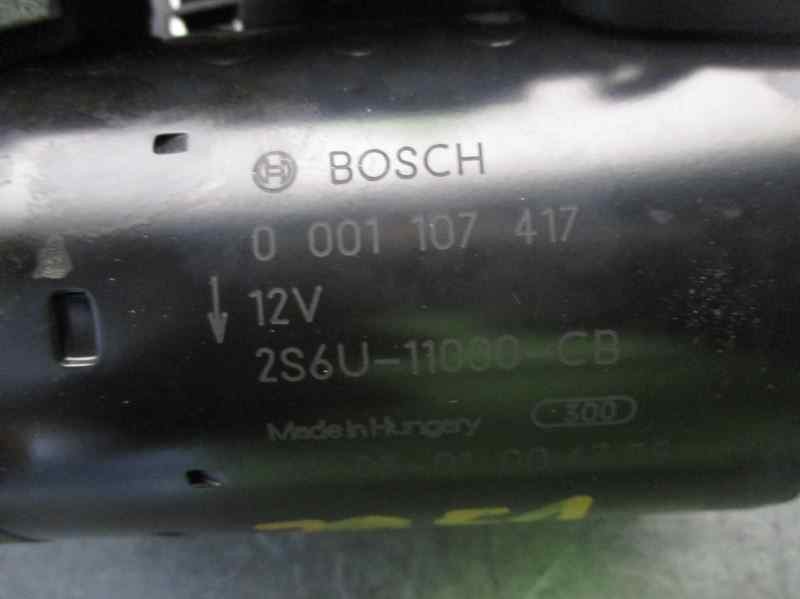 BOSCH
0 001 107 417
12V
2S6U-11000-CB
Made in Hungary 300